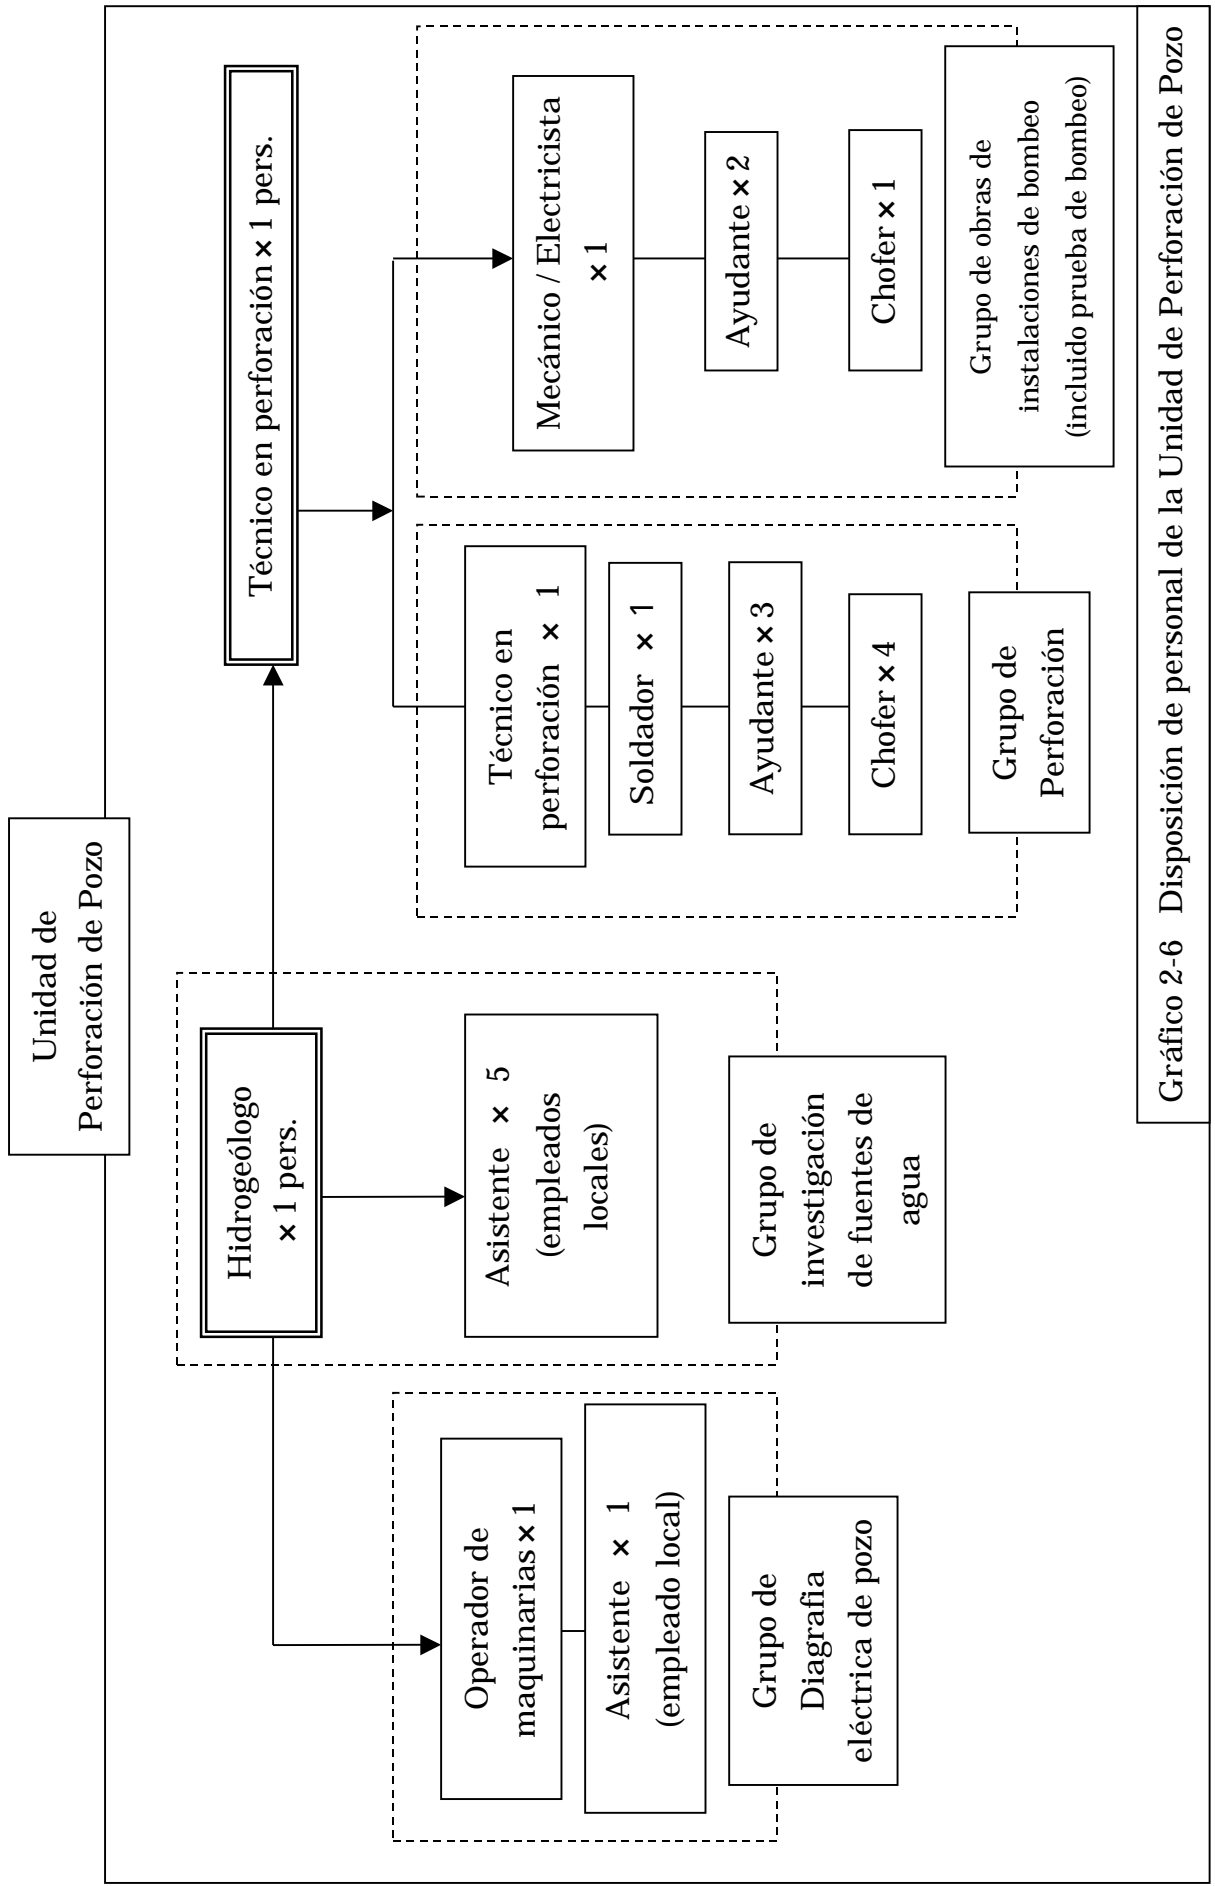 Unidad de
Perforación de Pozo
Hidrogeólogo
×1 pers.
Técnico en perforación×1 pers.
Operador de
maquinarias×1
Asistente × 1
(empleado local)
Grupo de
Diagrafia
eléctrica de pozo
Asistente × 5
(empleados
locales)
Grupo de
investigación
de fuentes de
agua
Técnico en
perforación × 1
Soldador × 1
Ayudante×3
Chofer×4
Grupo de
Perforación
Mecánico / Electricista
×1
Ayudante×2
Chofer×1
Grupo de obras de
instalaciones de bombeo
(incluido prueba de bombeo)
Gráfico 2-6 Disposición de personal de la Unidad de Perforación de Pozo